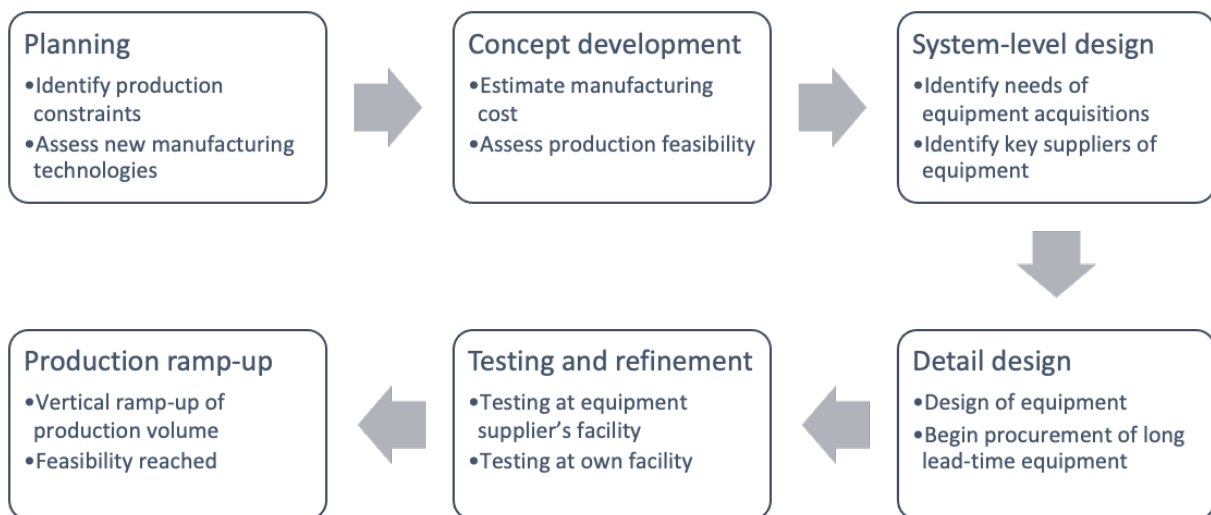 Planning
•Identify production
constraints
•Assess new manufacturing
technologies
Concept development
•Estimate manufacturing
cost
•Assess production feasibility
System-level design
•Identify needs of
equipment acquisitions
•Identify key suppliers of
equipment
Detail design
•Design of equipment
•Begin procurement of long
lead-time equipment
Testing and refinement
•Testing at equipment
supplier’s facility
•Testing at own facility
Production ramp-up
•Vertical ramp-up of
production volume
•Feasibility reached